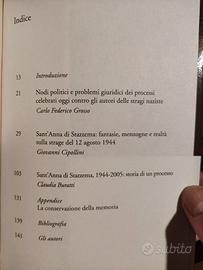 Indice
13 Introduzione
21 Nodi politici e problemi giuridici dei processi
celebrati oggi contro gli autori delle stragi naziste
Carlo Federico Grosso
29 Sant'Anna di Stazzema: fantasie, menzogne e realtà
sulla strage del 12 agosto 1944
Giovanni Cipollini
103 Sant'Anna di Stazzema, 1944-2005: storia di un processo
Claudia Buratti
131 Appendice
La conservazione della memoria
139 Bibliografia
141 Gli autori
subito